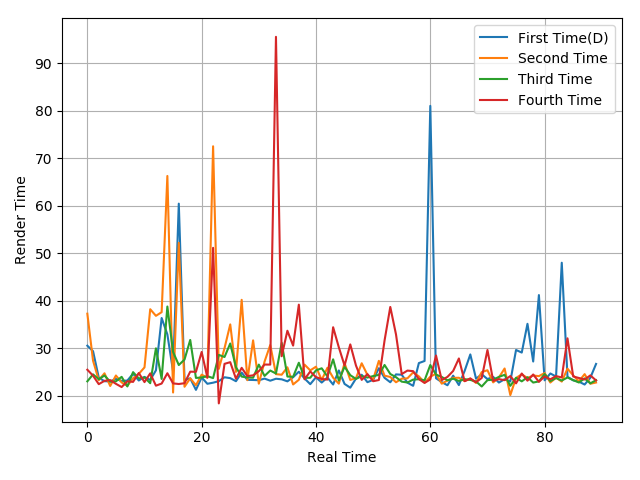 First Time(D)
Second Time
Third Time
Fourth Time
90
80
70
60
50
40
30
20
Render Time
0 20 40 60 80
Real Time